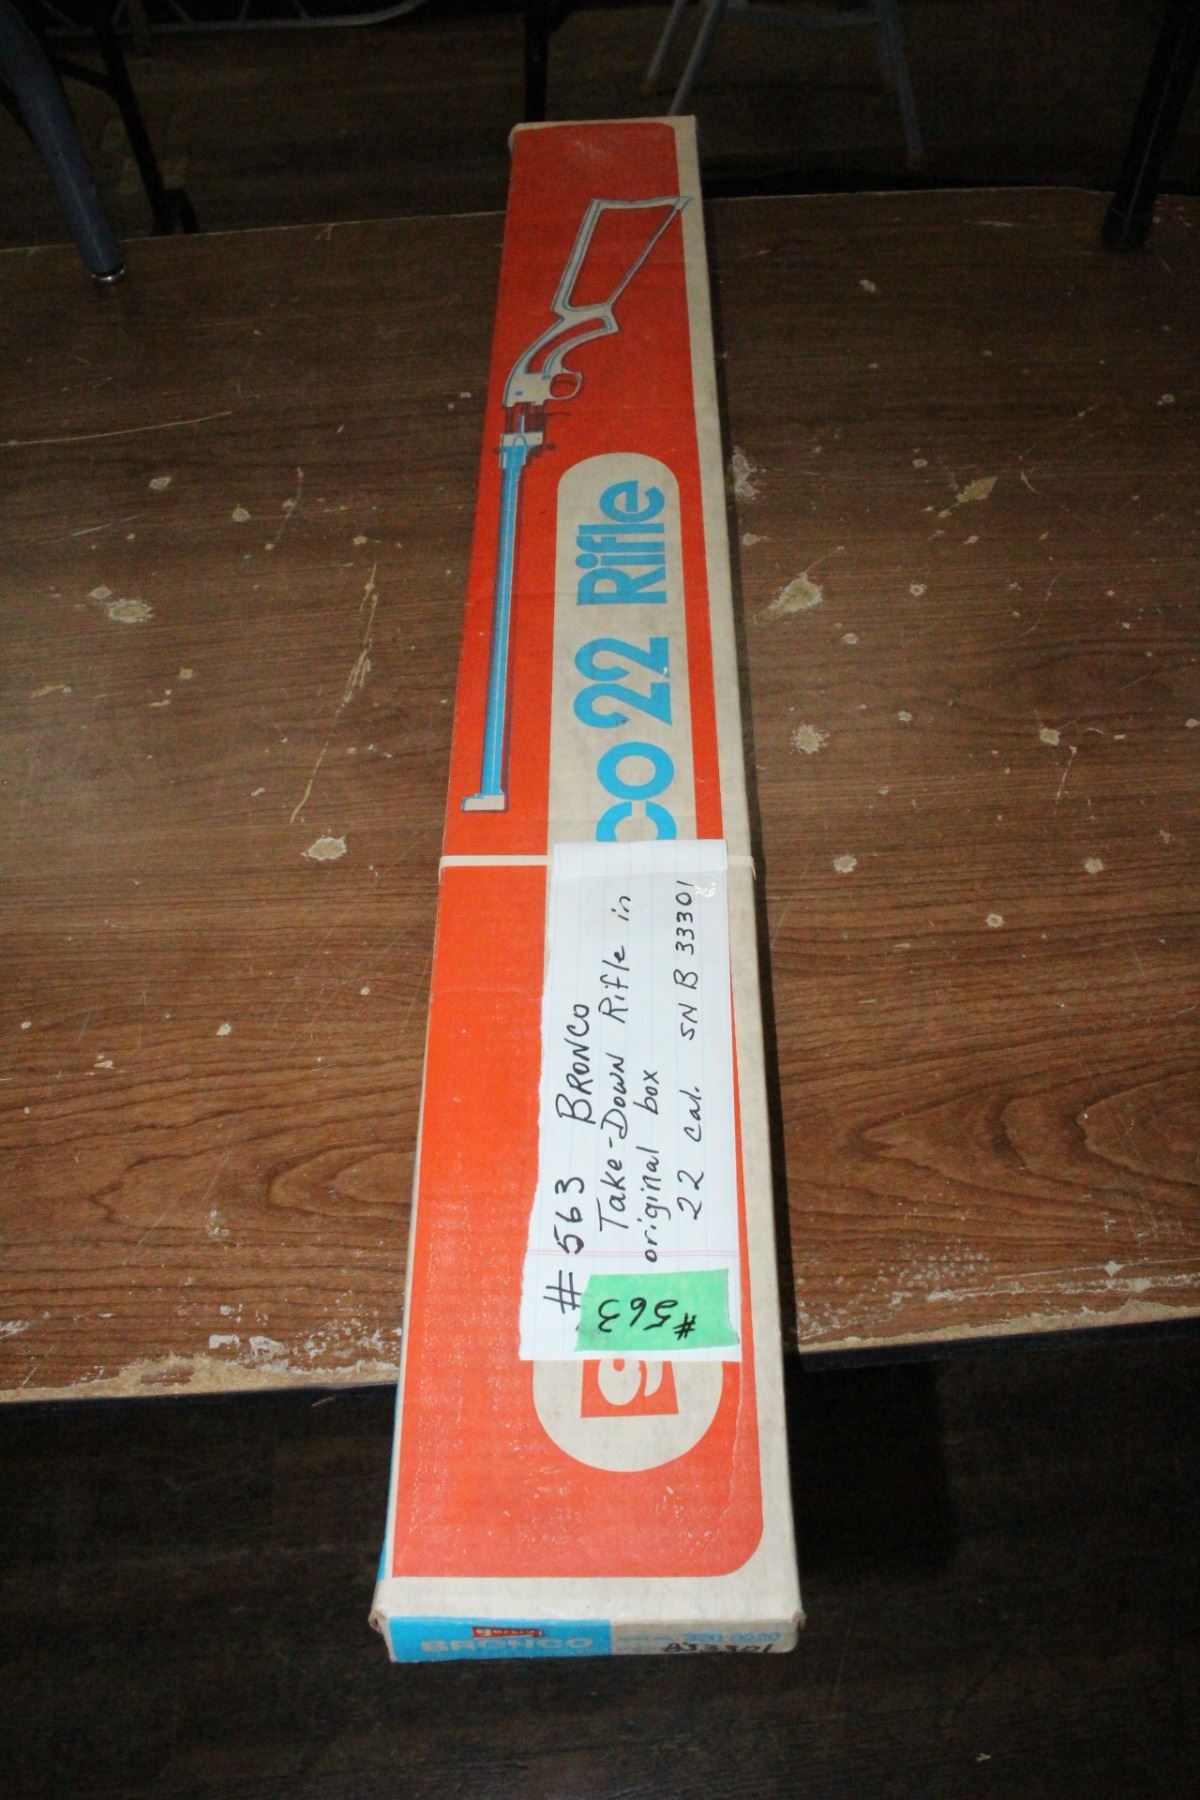 co 22 Rifle
g
# 563 BRONCO
Take-Down Rifle in
original box
22 cal. SN B 33301
#563
BRONCO